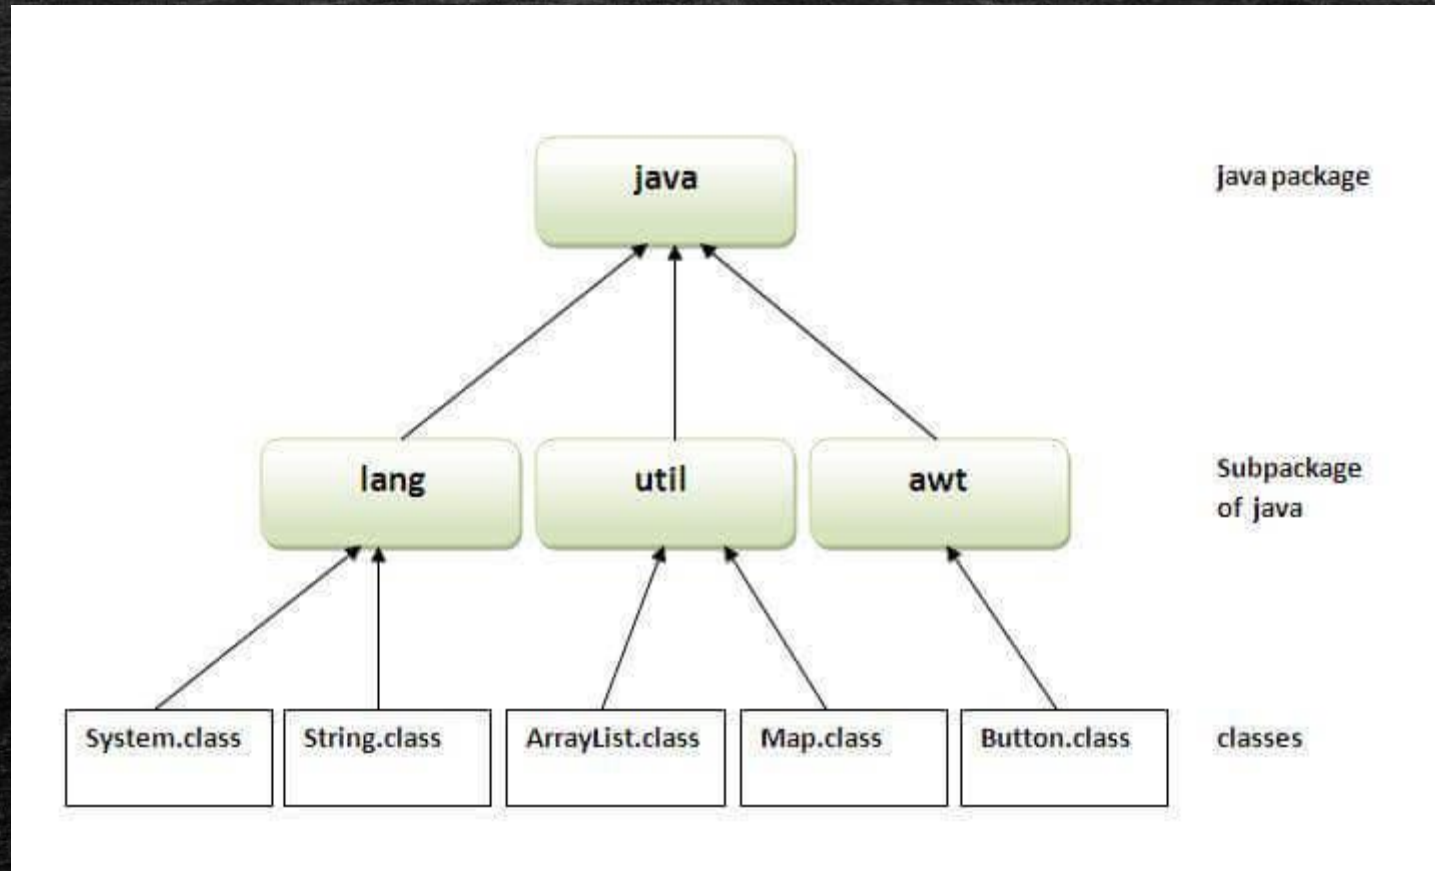 java
java package
lang
util
awt
Subpackage
of java
System.class
String.class
ArrayList.class
Map.class
Button.class
classes